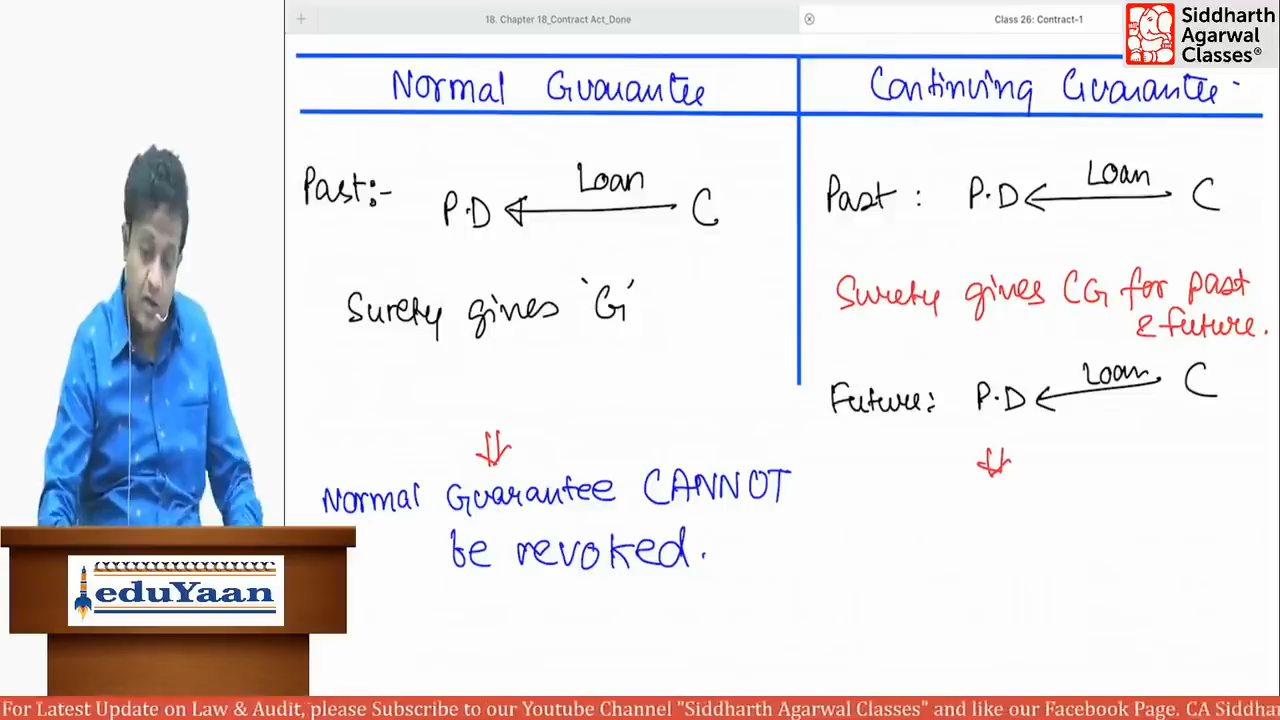 18. Chapter 18_Contract Act_Done
Class 26: Contract-1
Siddharth
Agarwal
Classes®
Normal Guarantee
Continving Guarantee
Past:-
Loan
P.D
C
Surety gives 'G'
Normal Guarantee CANNOT
be revoked.
Past :
Loan
P.D
C
Surety gives CG for past
& future.
Future:
Loan
P.D
C
eduYaan
For Latest Update on Law & Audit, please Subscribe to our Youtube Channel "Siddharth Agarwal Classes" and like our Facebook Page, CA Siddha